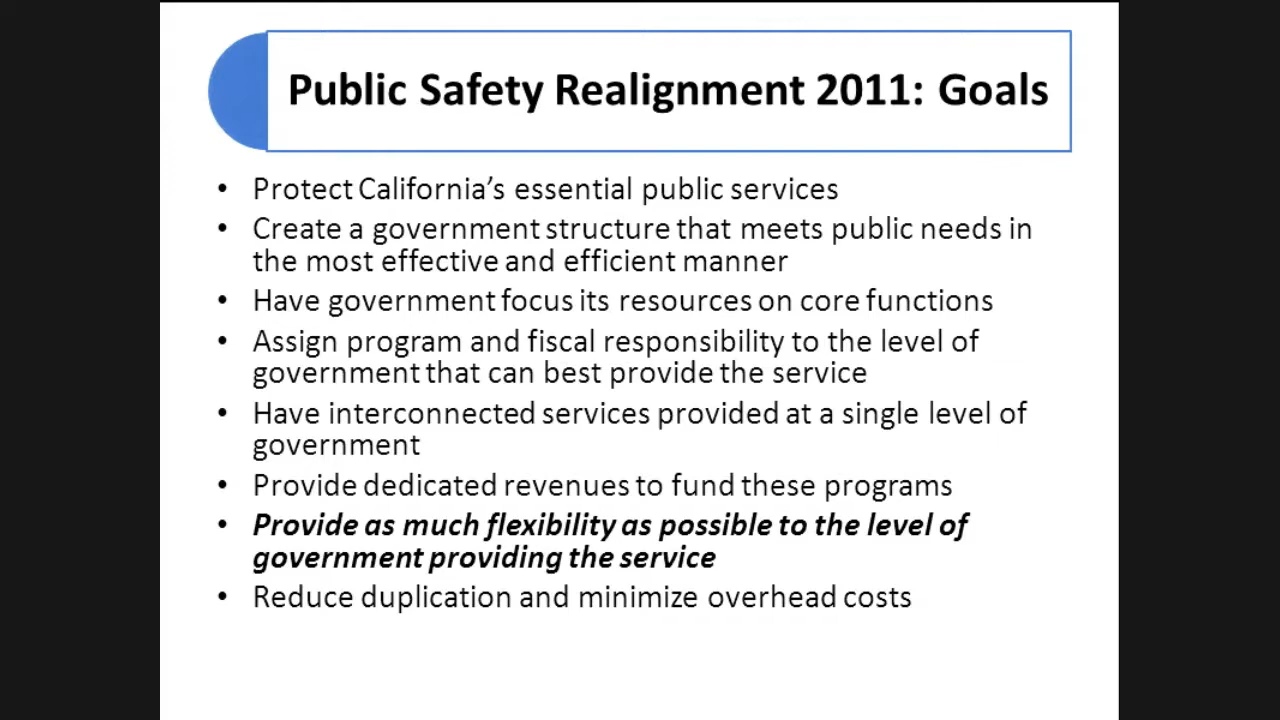 Public Safety Realignment 2011: Goals
• Protect California’s essential public services
• Create a government structure that meets public needs in
the most effective and efficient manner
• Have government focus its resources on core functions
• Assign program and fiscal responsibility to the level of
government that can best provide the service
• Have interconnected services provided at a single level of
government
• Provide dedicated revenues to fund these programs
• Provide as much flexibility as possible to the level of
government providing the service
• Reduce duplication and minimize overhead costs